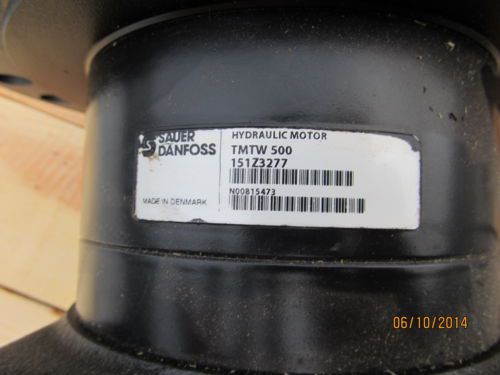 SAUER
DANFOSS
HYDRAULIC MOTOR
TMTW 500
151Z3277
N00815473
MADE IN DENMARK
06/10/2014